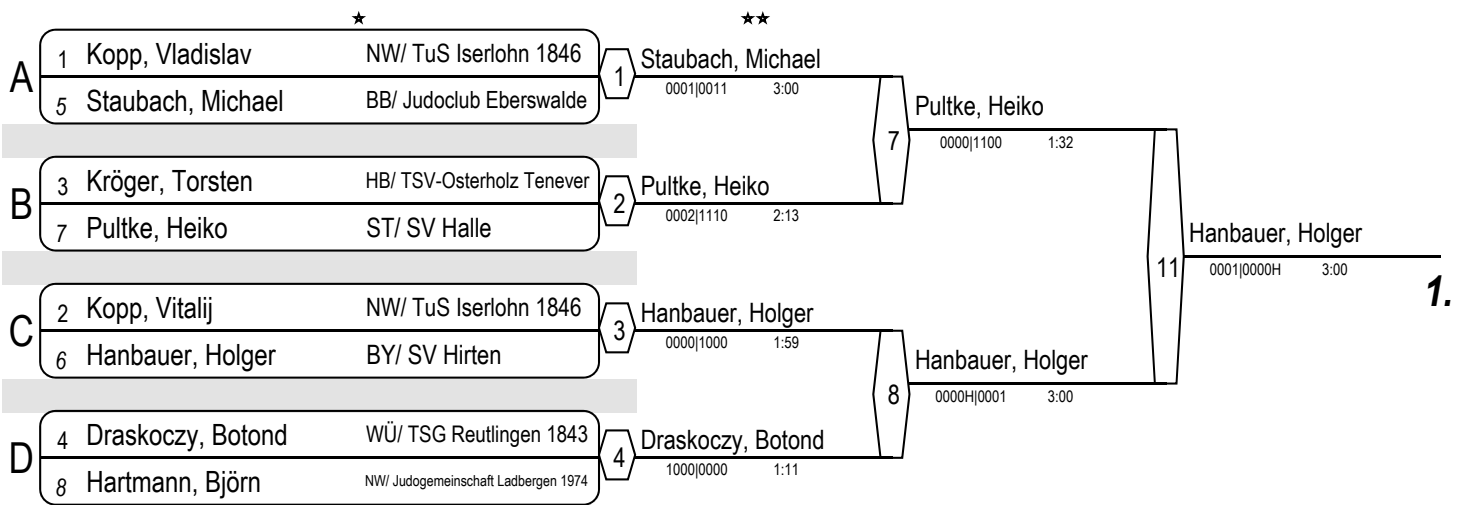 ★ ★★
A
1 Kopp, Vladislav NW/ TuS Iserlohn 1846
5 Staubach, Michael BB/ Judoclub Eberswalde
1
Staubach, Michael
0001|0011 3:00
B
3 Kröger, Torsten HB/ TSV-Osterholz Tenever
7 Pultke, Heiko ST/ SV Halle
2
Pultke, Heiko
0002|1110 2:13
7
Pultke, Heiko
0000|1100 1:32
C
2 Kopp, Vitalij NW/ TuS Iserlohn 1846
6 Hanbauer, Holger BY/ SV Hirten
3
Hanbauer, Holger
0000|1000 1:59
D
4 Draskoczy, Botond WÜ/ TSG Reutlingen 1843
8 Hartmann, Björn NW/ Judogemeinschaft Ladbergen 1974
4
Draskoczy, Botond
1000|0000 1:11
8
Hanbauer, Holger
0000H|0001 3:00
11
Hanbauer, Holger
0001|0000H 3:00
1.